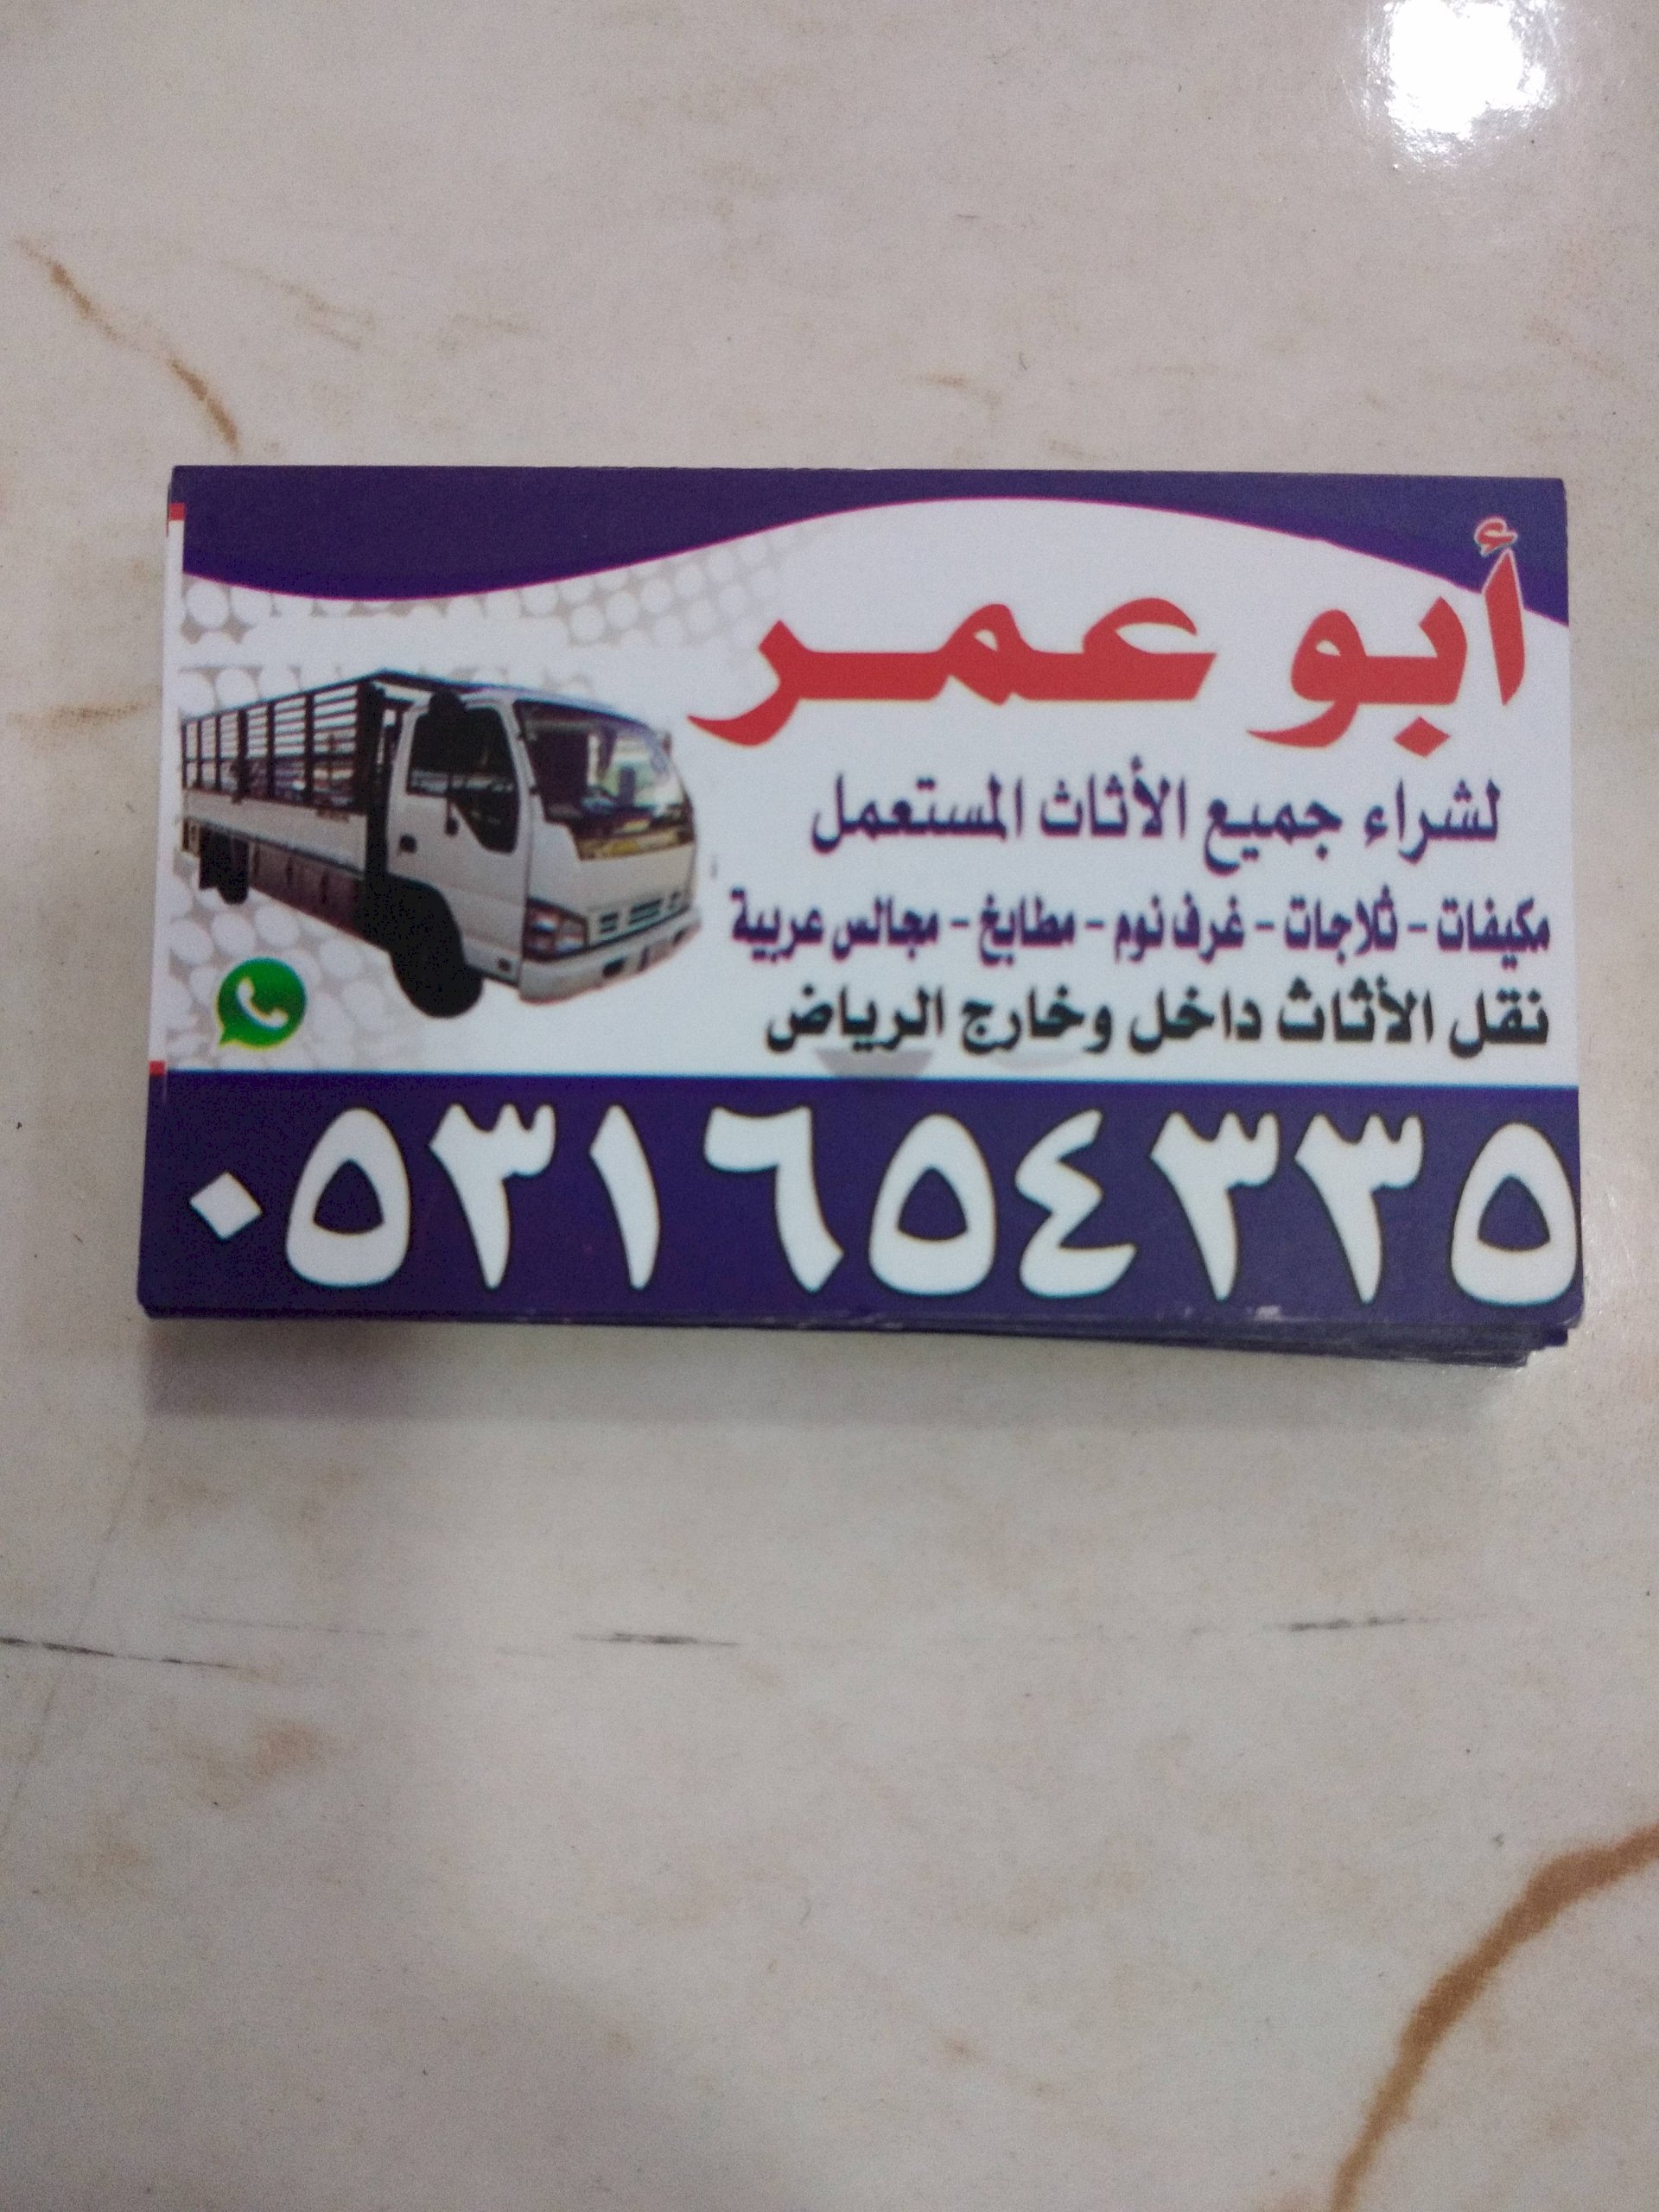 أبو عمر
لشراء جميع الأثاث المستعمل
مكيفات - ثلاجات - غرف نوم - مطابخ - مجالس عربية
نقل الأثاث داخل وخارج الرياض
٠٥٣١٦٥٤٣٣٥